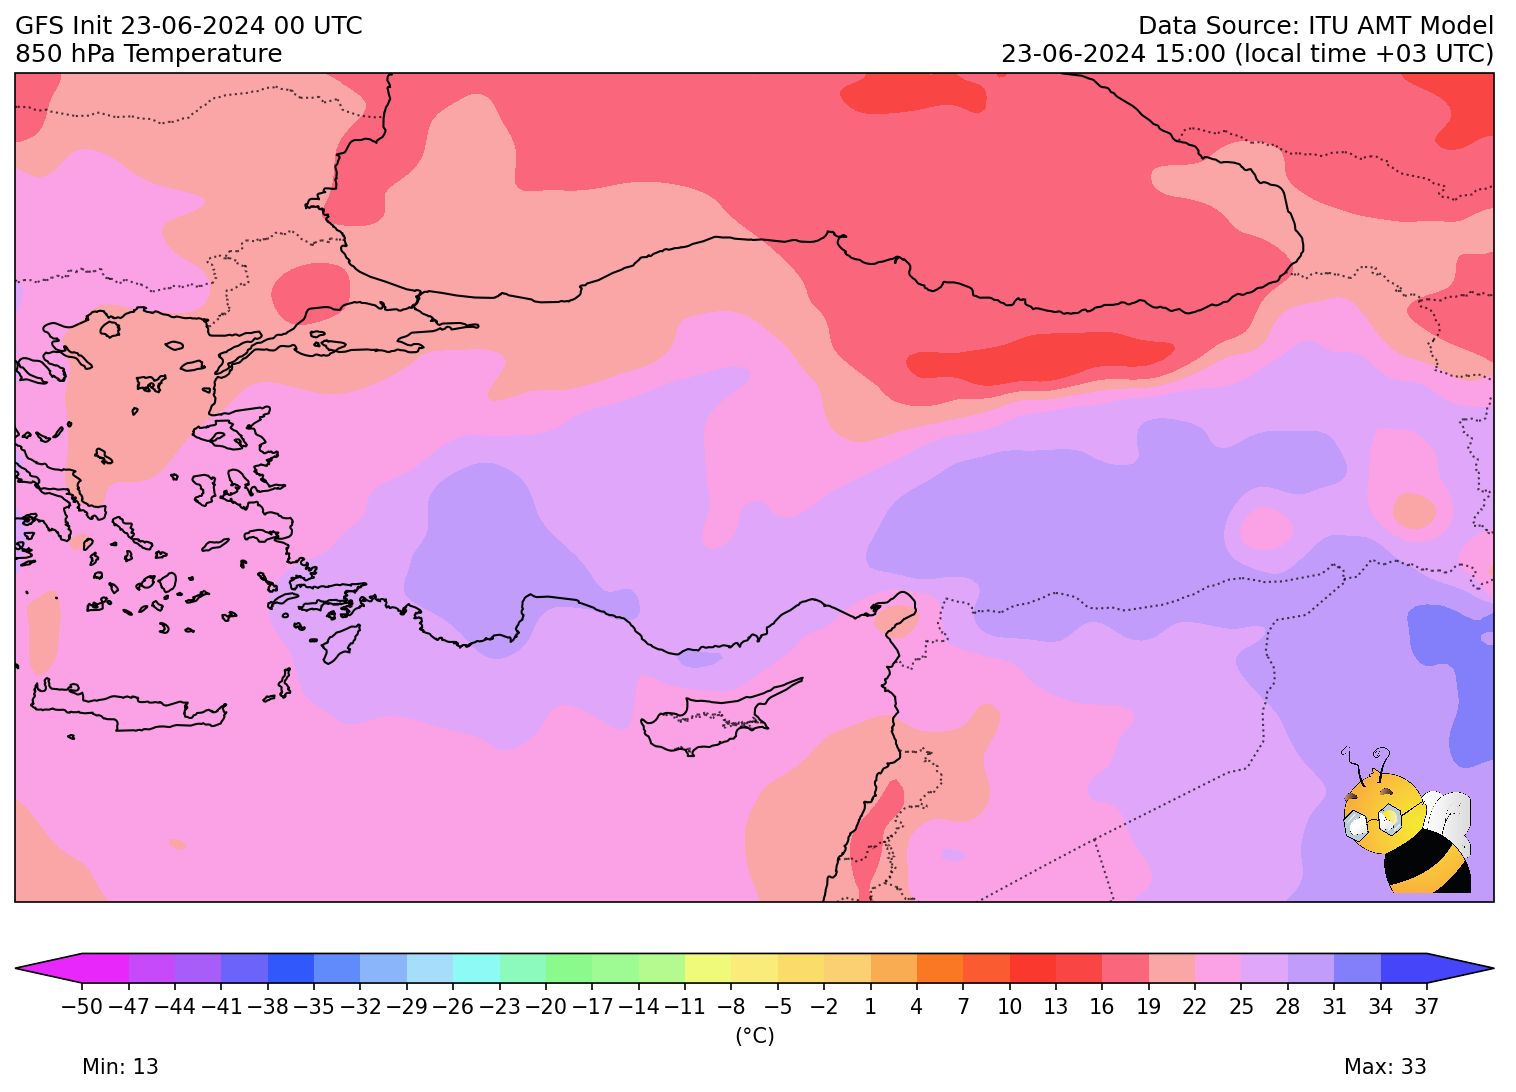 GFS Init 23-06-2024 00 UTC
Data Source: ITU AMT Model
850 hPa Temperature
23-06-2024 15:00 (local time +03 UTC)
−50 −47 −44 −41 −38 −35 −32 −29 −26 −23 −20 −17 −14 −11 −8 −5 −2 1 4 7 10 13 16 19 22 25 28 31 34 37
(°C)
Min: 13
Max: 33